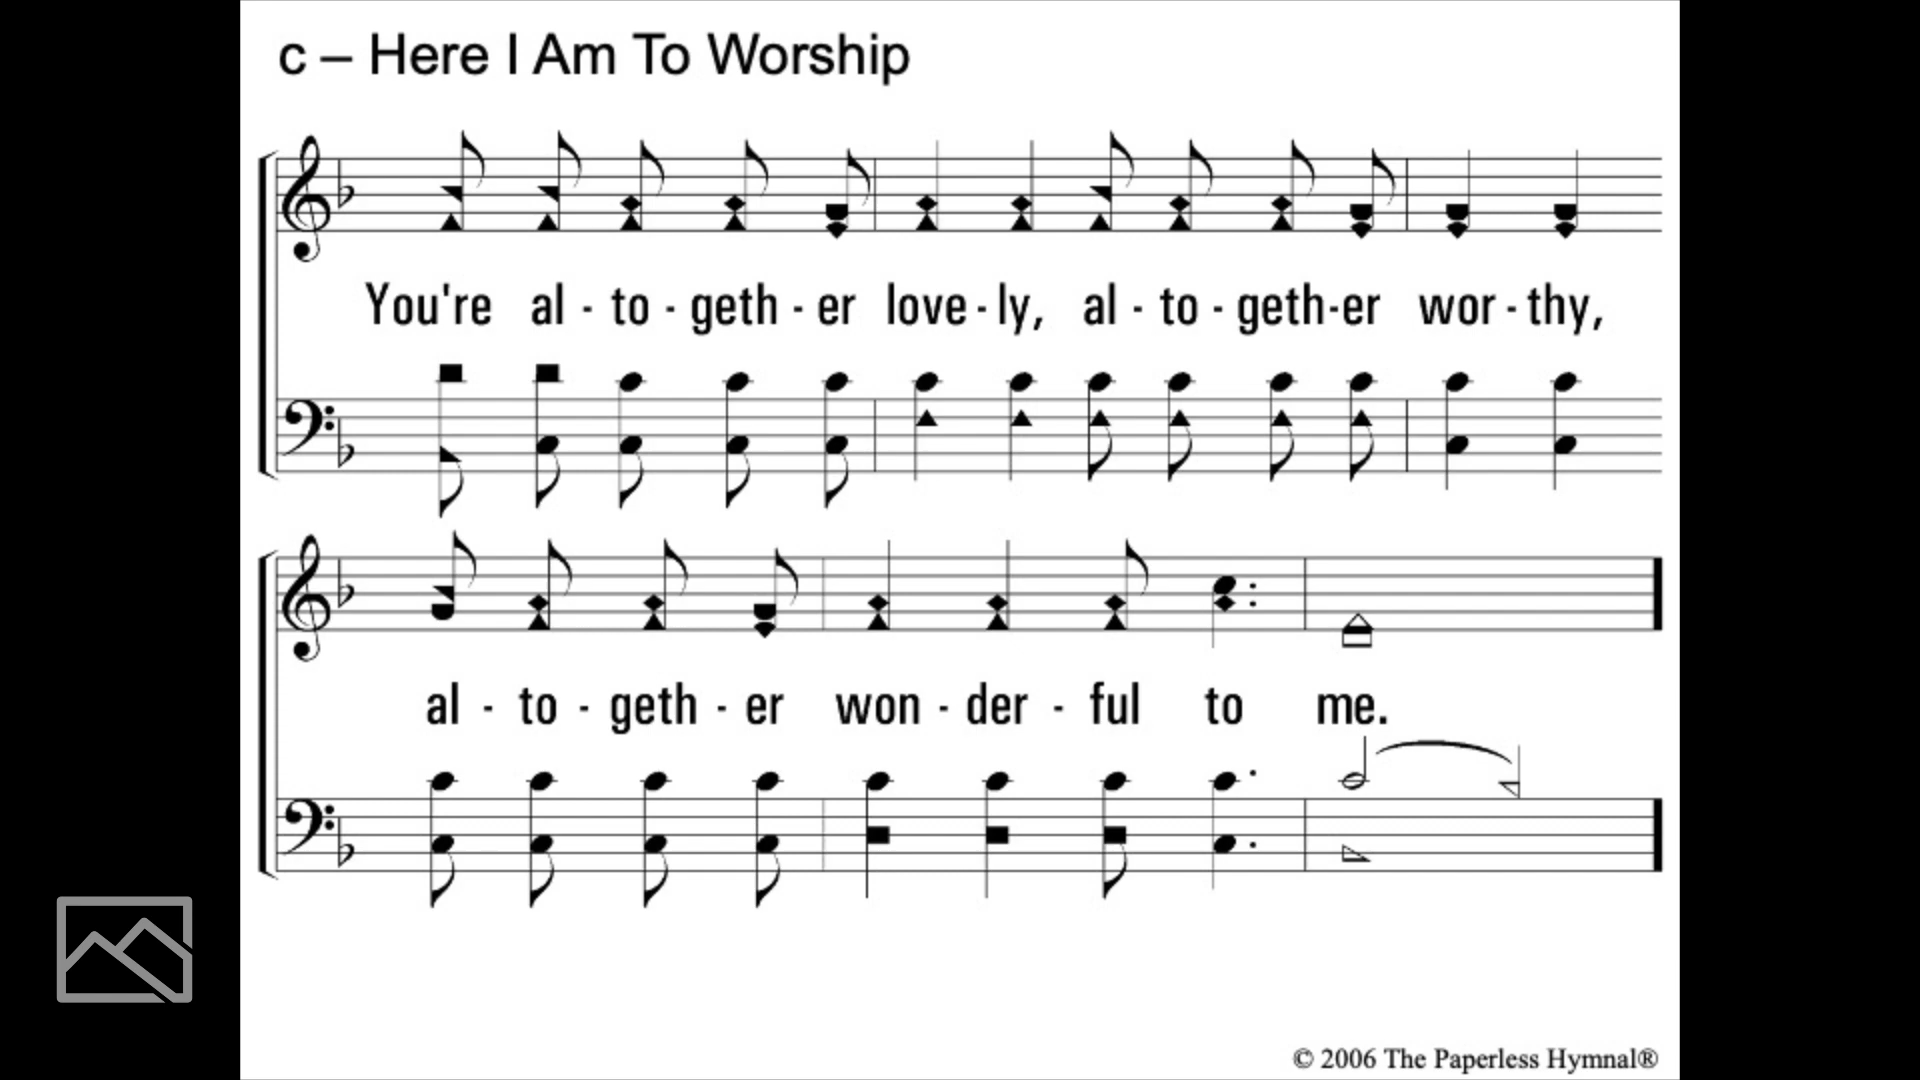 c – Here I Am To Worship
You're al - to - geth - er love - ly, al - to - geth-er wor - thy,
al - to - geth - er won - der - ful to me.
© 2006 The Paperless Hymnal®